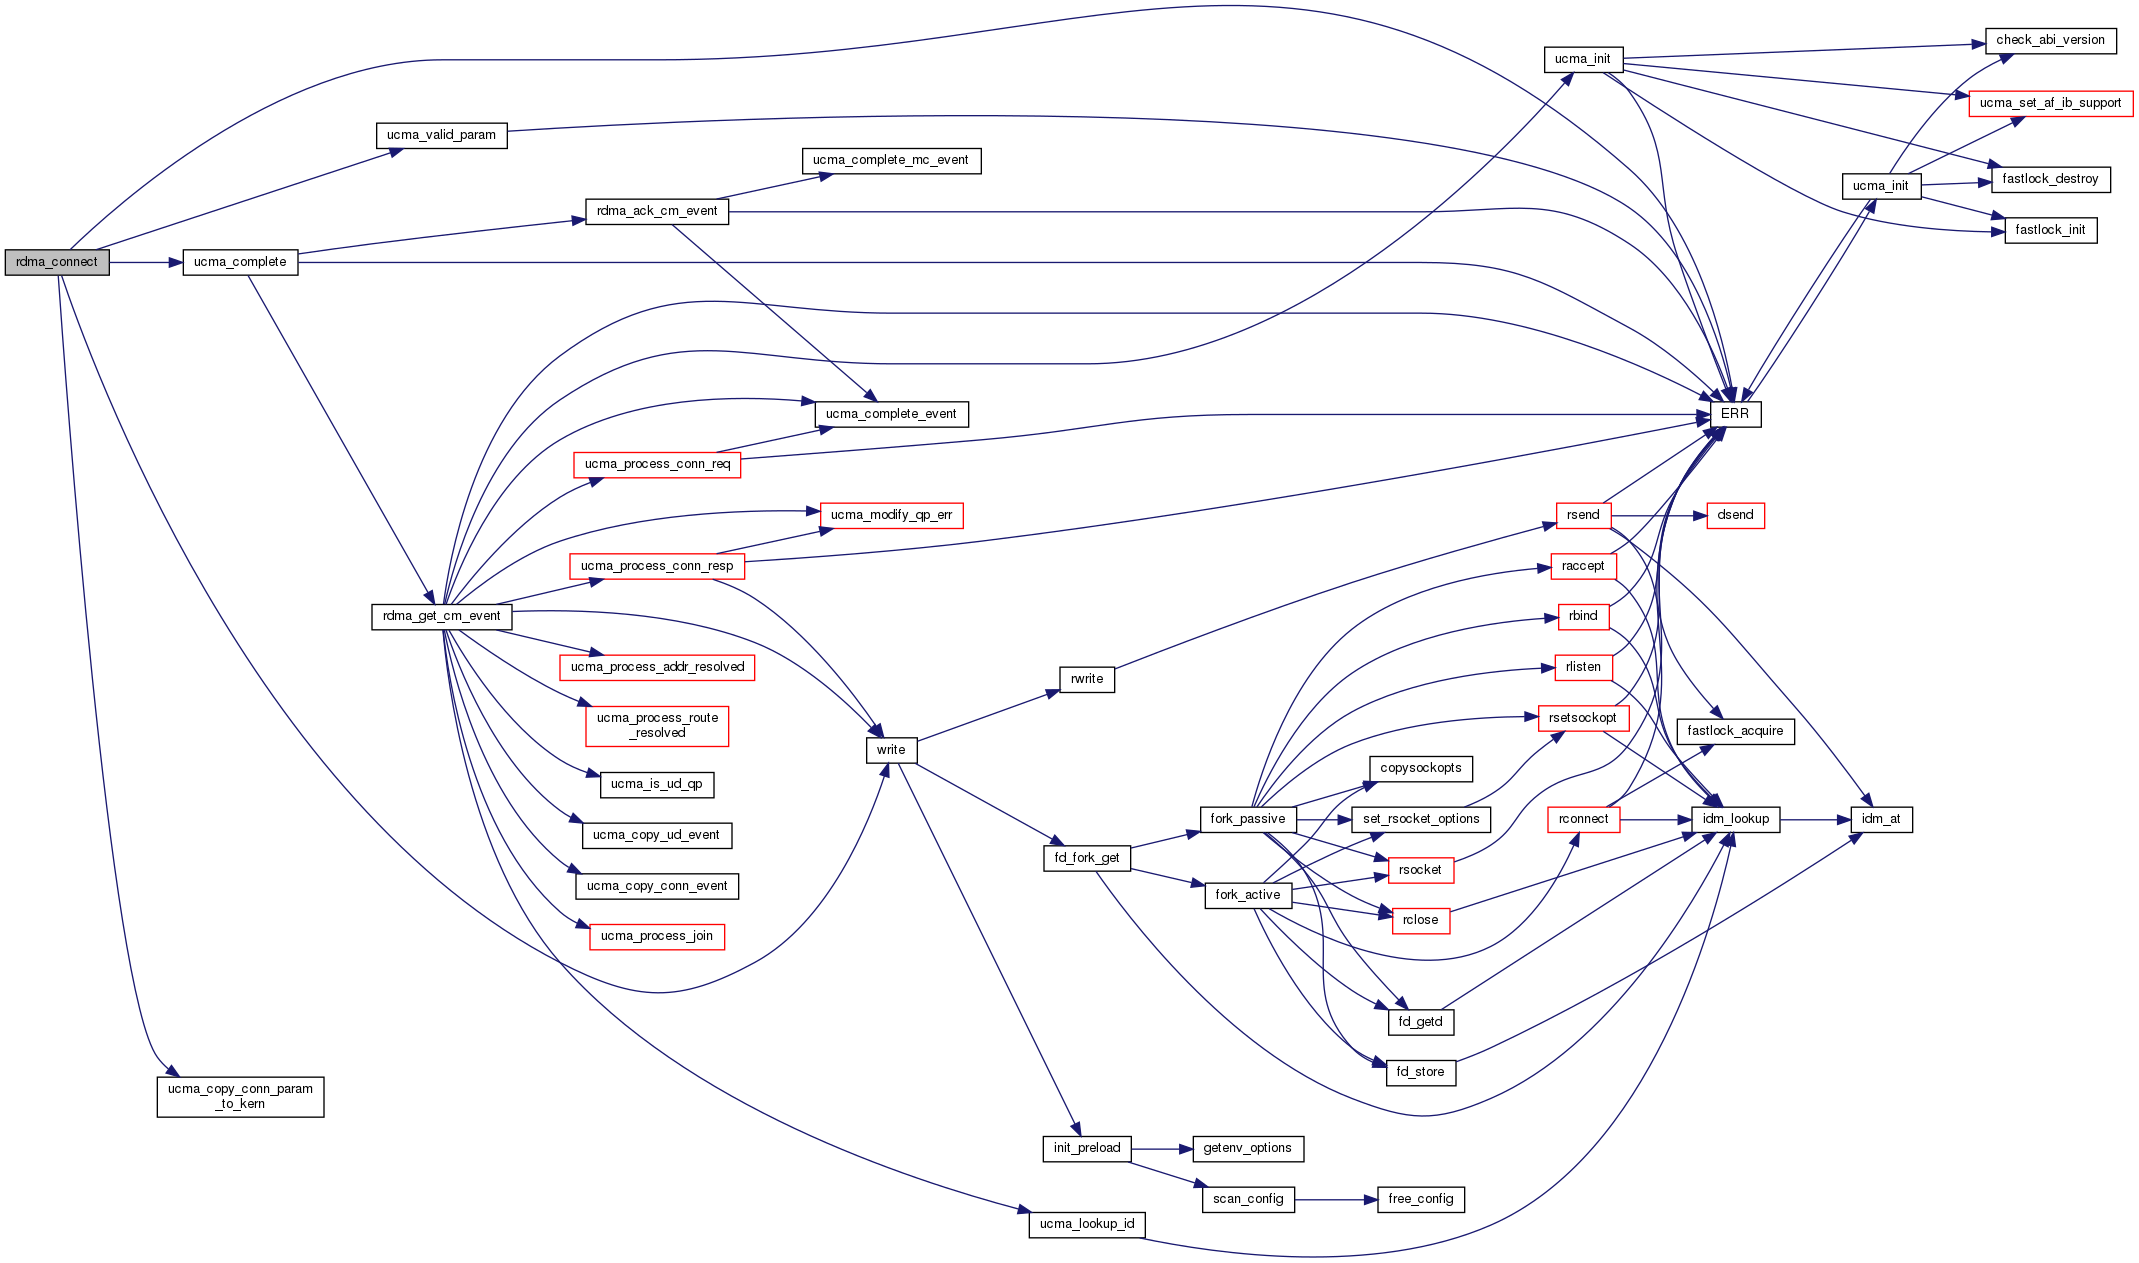 rdma_connect
ucma_valid_param
ucma_complete
ucma_copy_conn_param
_to_kern
rdma_get_cm_event
rdma_ack_cm_event
ucma_process_conn_req
ucma_process_conn_resp
ucma_process_addr_resolved
ucma_process_route
_resolved
ucma_is_ud_qp
ucma_copy_ud_event
ucma_copy_conn_event
ucma_process_join
ucma_complete_mc_event
ucma_complete_event
ucma_modify_qp_err
write
rwrite
fd_fork_get
init_preload
ucma_lookup_id
fork_passive
fork_active
getenv_options
scan_config
copysockopts
set_rsocket_options
rsocket
rclose
fd_getd
fd_store
free_config
ucma_init
rsend
raccept
rbind
rlisten
rsetsockopt
rconnect
ERR
dsend
fastlock_acquire
idm_lookup
ucma_init
idm_at
check_abi_version
ucma_set_af_ib_support
fastlock_destroy
fastlock_init